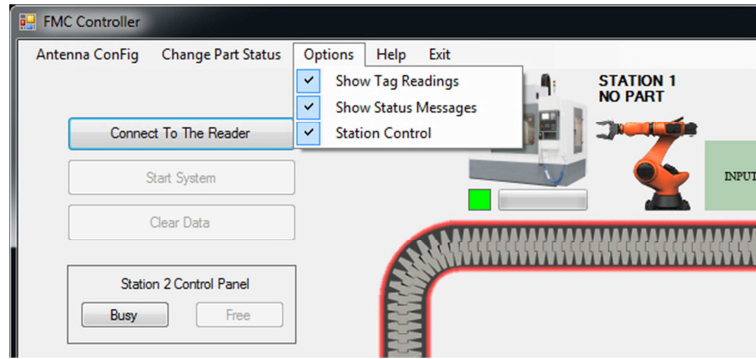 FMC Controller
Antenna ConFig Change Part Status Options Help Exit
Show Tag Readings
Show Status Messages
Station Control
STATION 1
NO PART
Connect To The Reader
Start System
INPUT
Clear Data
Station 2 Control Panel
Busy Free